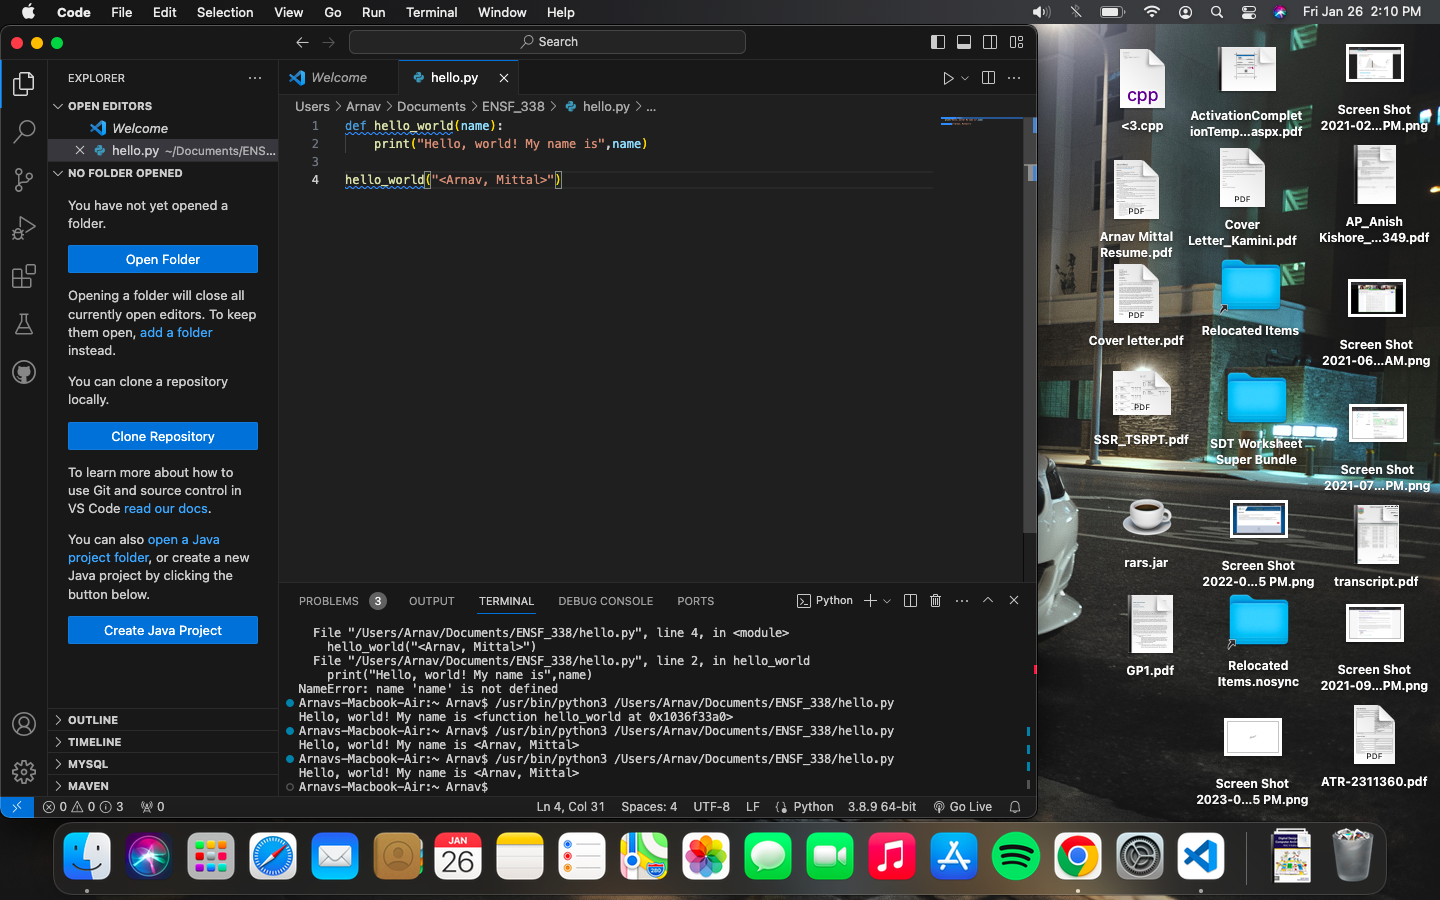 Code File Edit Selection View Go Run Terminal Window Help
Fri Jan 26 2:10 PM
Search
EXPLORER
OPEN EDITORS
Welcome
hello.py ~/Documents/ENS...
NO FOLDER OPENED
You have not yet opened a
folder.
Open Folder
Opening a folder will close all
currently open editors. To keep
them open, add a folder
instead.
You can clone a repository
locally.
Clone Repository
To learn more about how to
use Git and source control in
VS Code read our docs.
You can also open a Java
project folder, or create a new
Java project by clicking the
button below.
Create Java Project
OUTLINE
TIMELINE
MYSQL
MAVEN
Welcome
hello.py
Users > Arnav > Documents > ENSF_338 > hello.py > ...
1 def hello_world(name):
2 print("Hello, world! My name is",name)
3
4 hello_world("<Arnav, Mittal>")
PROBLEMS 3 OUTPUT TERMINAL DEBUG CONSOLE PORTS
Python
File "/Users/Arnav/Documents/ENSF_338/hello.py", line 4, in <module>
hello_world("<Arnav, Mittal>")
File "/Users/Arnav/Documents/ENSF_338/hello.py", line 2, in hello_world
print("Hello, world! My name is",name)
NameError: name 'name' is not defined
Arnavs-Macbook-Air:~ Arnav$ /usr/bin/python3 /Users/Arnav/Documents/ENSF_338/hello.py
Hello, world! My name is <function hello_world at 0x1036f33a0>
Arnavs-Macbook-Air:~ Arnav$ /usr/bin/python3 /Users/Arnav/Documents/ENSF_338/hello.py
Hello, world! My name is <Arnav, Mittal>
Arnavs-Macbook-Air:~ Arnav$ /usr/bin/python3 /Users/Arnav/Documents/ENSF_338/hello.py
Hello, world! My name is <Arnav, Mittal>
Arnavs-Macbook-Air:~ Arnav$
0 0 3 0
Ln 4, Col 31 Spaces: 4 UTF-8 LF Python 3.8.9 64-bit Go Live
cpp
<3.cpp
ActivationComplet
ionTemp...aspx.pdf
Screen Shot
2021-02...PM.png
PDF
Arnav Mittal
Resume.pdf
PDF
Cover
Letter_Kamini.pdf
AP_Anish
Kishore_...349.pdf
PDF
Cover letter.pdf
Relocated Items
Screen Shot
2021-06...AM.png
PDF
SSR_TSRPT.pdf
SDT Worksheet
Super Bundle
Screen Shot
2021-07...PM.png
rars.jar
Screen Shot
2022-0...5 PM.png
transcript.pdf
GP1.pdf
Relocated
Items.nosync
Screen Shot
2021-09...PM.png
Screen Shot
2023-0...5 PM.png
PDF
ATR-2311360.pdf
JAN
26
280